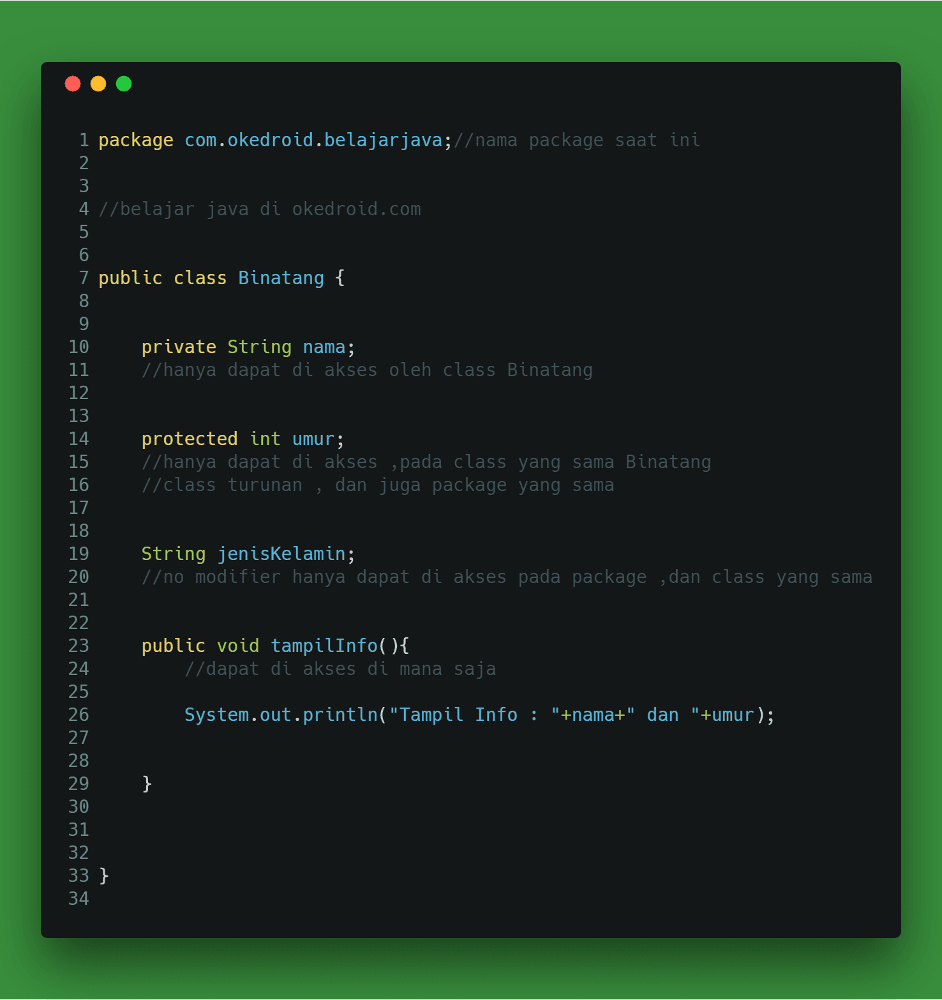 1 package com.okedroid.belajarjava;//nama package saat ini
2
3
4 //belajar java di okedroid.com
5
6
7 public class Binatang {
8
9
10     private String nama;
11     //hanya dapat di akses oleh class Binatang
12
13
14     protected int umur;
15     //hanya dapat di akses ,pada class yang sama Binatang
16     //class turunan , dan juga package yang sama
17
18
19     String jenisKelamin;
20     //no modifier hanya dapat di akses pada package ,dan class yang sama
21
22
23     public void tampilInfo(){
24         //dapat di akses di mana saja
25
26         System.out.println("Tampil Info : "+nama+" dan "+umur);
27
28
29     }
30
31
32
33 }
34